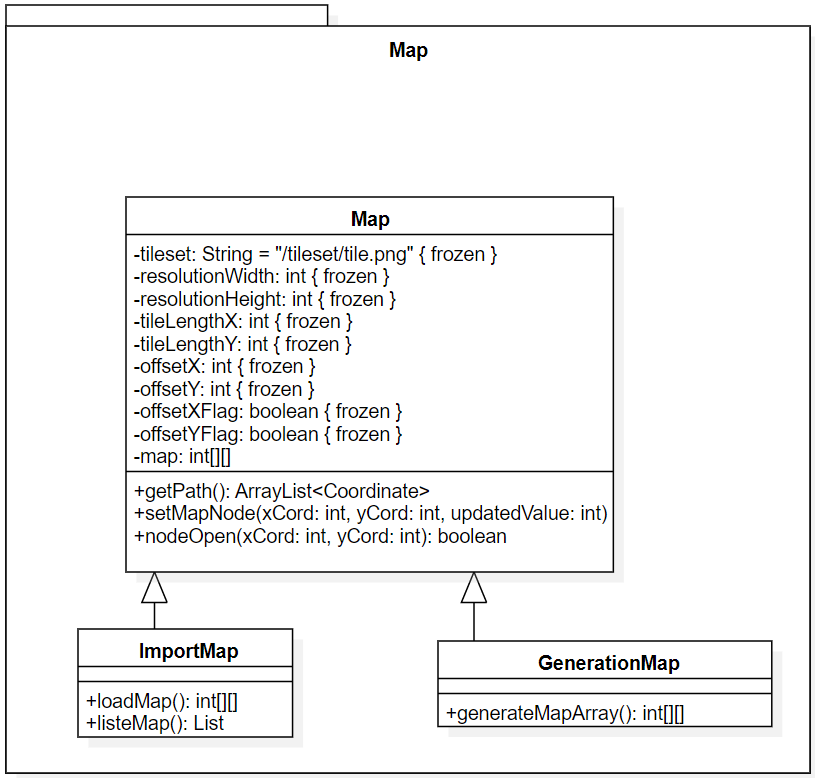 Map
Map
-tileset: String = "/tileset/tile.png" { frozen }
-resolutionWidth: int { frozen }
-resolutionHeight: int { frozen }
-tileLengthX: int { frozen }
-tileLengthY: int { frozen }
-offsetX: int { frozen }
-offsetY: int { frozen }
-offsetXFlag: boolean { frozen }
-offsetYFlag: boolean { frozen }
-map: int[][]
+getPath(): ArrayList<Coordinate>
+setMapNode(xCord: int, yCord: int, updatedValue: int)
+nodeOpen(xCord: int, yCord: int): boolean
ImportMap
+loadMap(): int[][]
+listeMap(): List
GenerationMap
+generateMapArray(): int[][]